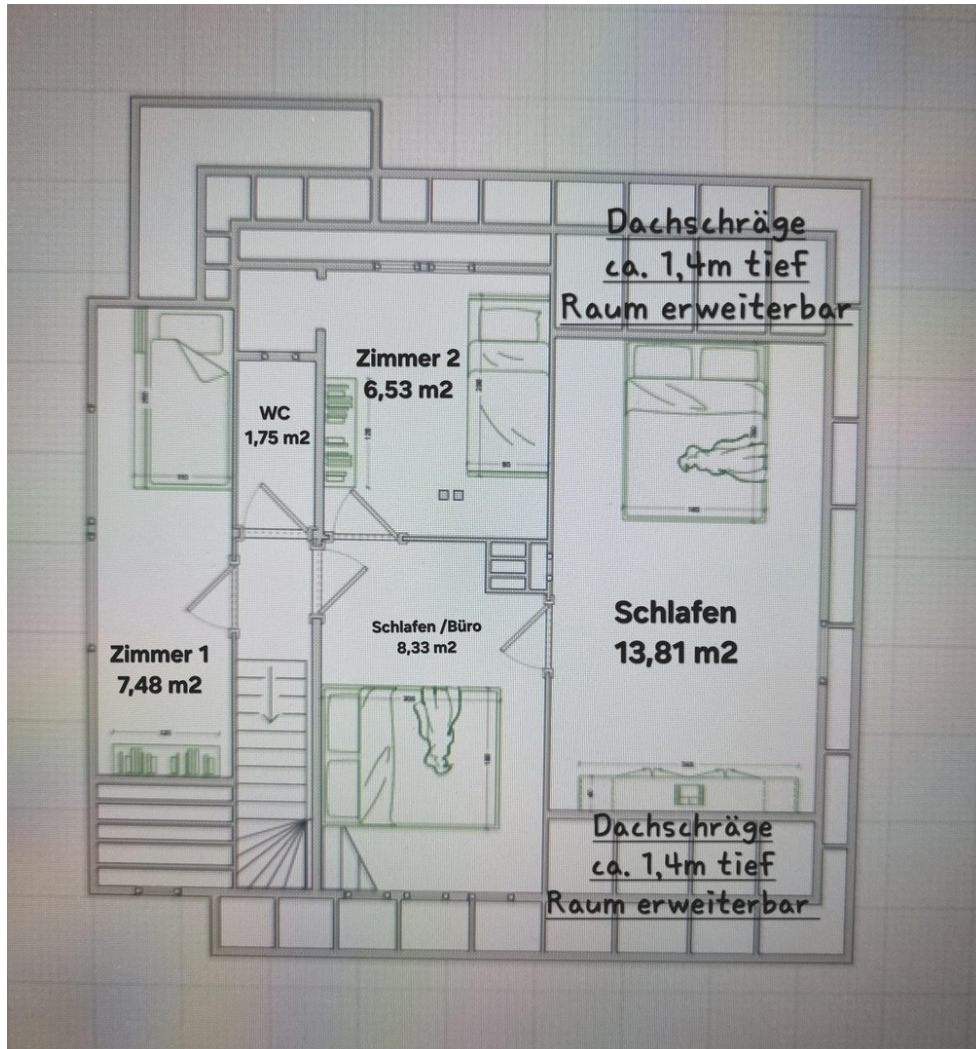 Dachschräge
ca. 1,4m tief
Raum erweiterbar
Zimmer 2
6,53 m2
WC
1,75 m2
Schlafen
13,81 m2
Schlafen /Büro
8,33 m2
Zimmer 1
7,48 m2
Dachschräge
ca. 1,4m tief
Raum erweiterbar